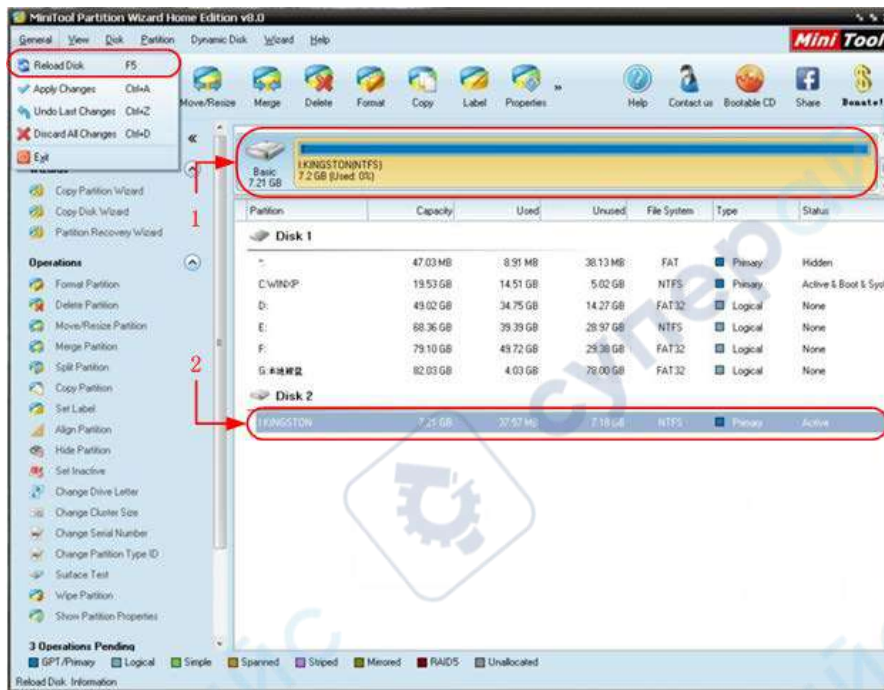 MiniTool Partition Wizard Home Edition v8.0
General View Disk Partition Dynamic Disk Wizard Help
Mini Tool
Reload Disk F5
Apply Changes Ctrl+A
Undo Last Changes Ctrl+Z
Discard All Changes Ctrl+D
Exit
Move/Resize Merge Delete Format Copy Label Properties » Help Contact us Bootable CD Share Donate!
«
1
Basic
7.21 GB
I:KINGSTON(NTFS)
7.2 GB (Used: 0%)
Copy Partition Wizard
Copy Disk Wizard
Partition Recovery Wizard
Operations
Format Partition
Delete Partition
Move/Resize Partition
Merge Partition
Split Partition
Copy Partition
Set Label
Align Partition
Hide Partition
Set Inactive
Change Drive Letter
Change Cluster Size
Change Serial Number
Change Partition Type ID
Surface Test
Wipe Partition
Show Partition Properties
3 Operations Pending
Partition Capacity Used Unused File System Type Status
Disk 1
*: 47.03 MB 8.91 MB 38.13 MB FAT Primary Hidden
C:WINXP 19.53 GB 14.51 GB 5.02 GB NTFS Primary Active & Boot & Sys
D: 49.02 GB 34.75 GB 14.27 GB FAT32 Logical None
E: 68.36 GB 39.39 GB 28.97 GB NTFS Logical None
F: 79.10 GB 49.72 GB 29.38 GB FAT32 Logical None
G:本地磁盘 82.03 GB 4.03 GB 78.00 GB FAT32 Logical None
2
Disk 2
I:KINGSTON 7.21 GB 37.57 MB 7.18 GB NTFS Primary Active
GPT/Primary Logical Simple Spanned Striped Mirrored RAID5 Unallocated
Reload Disk Information
супер